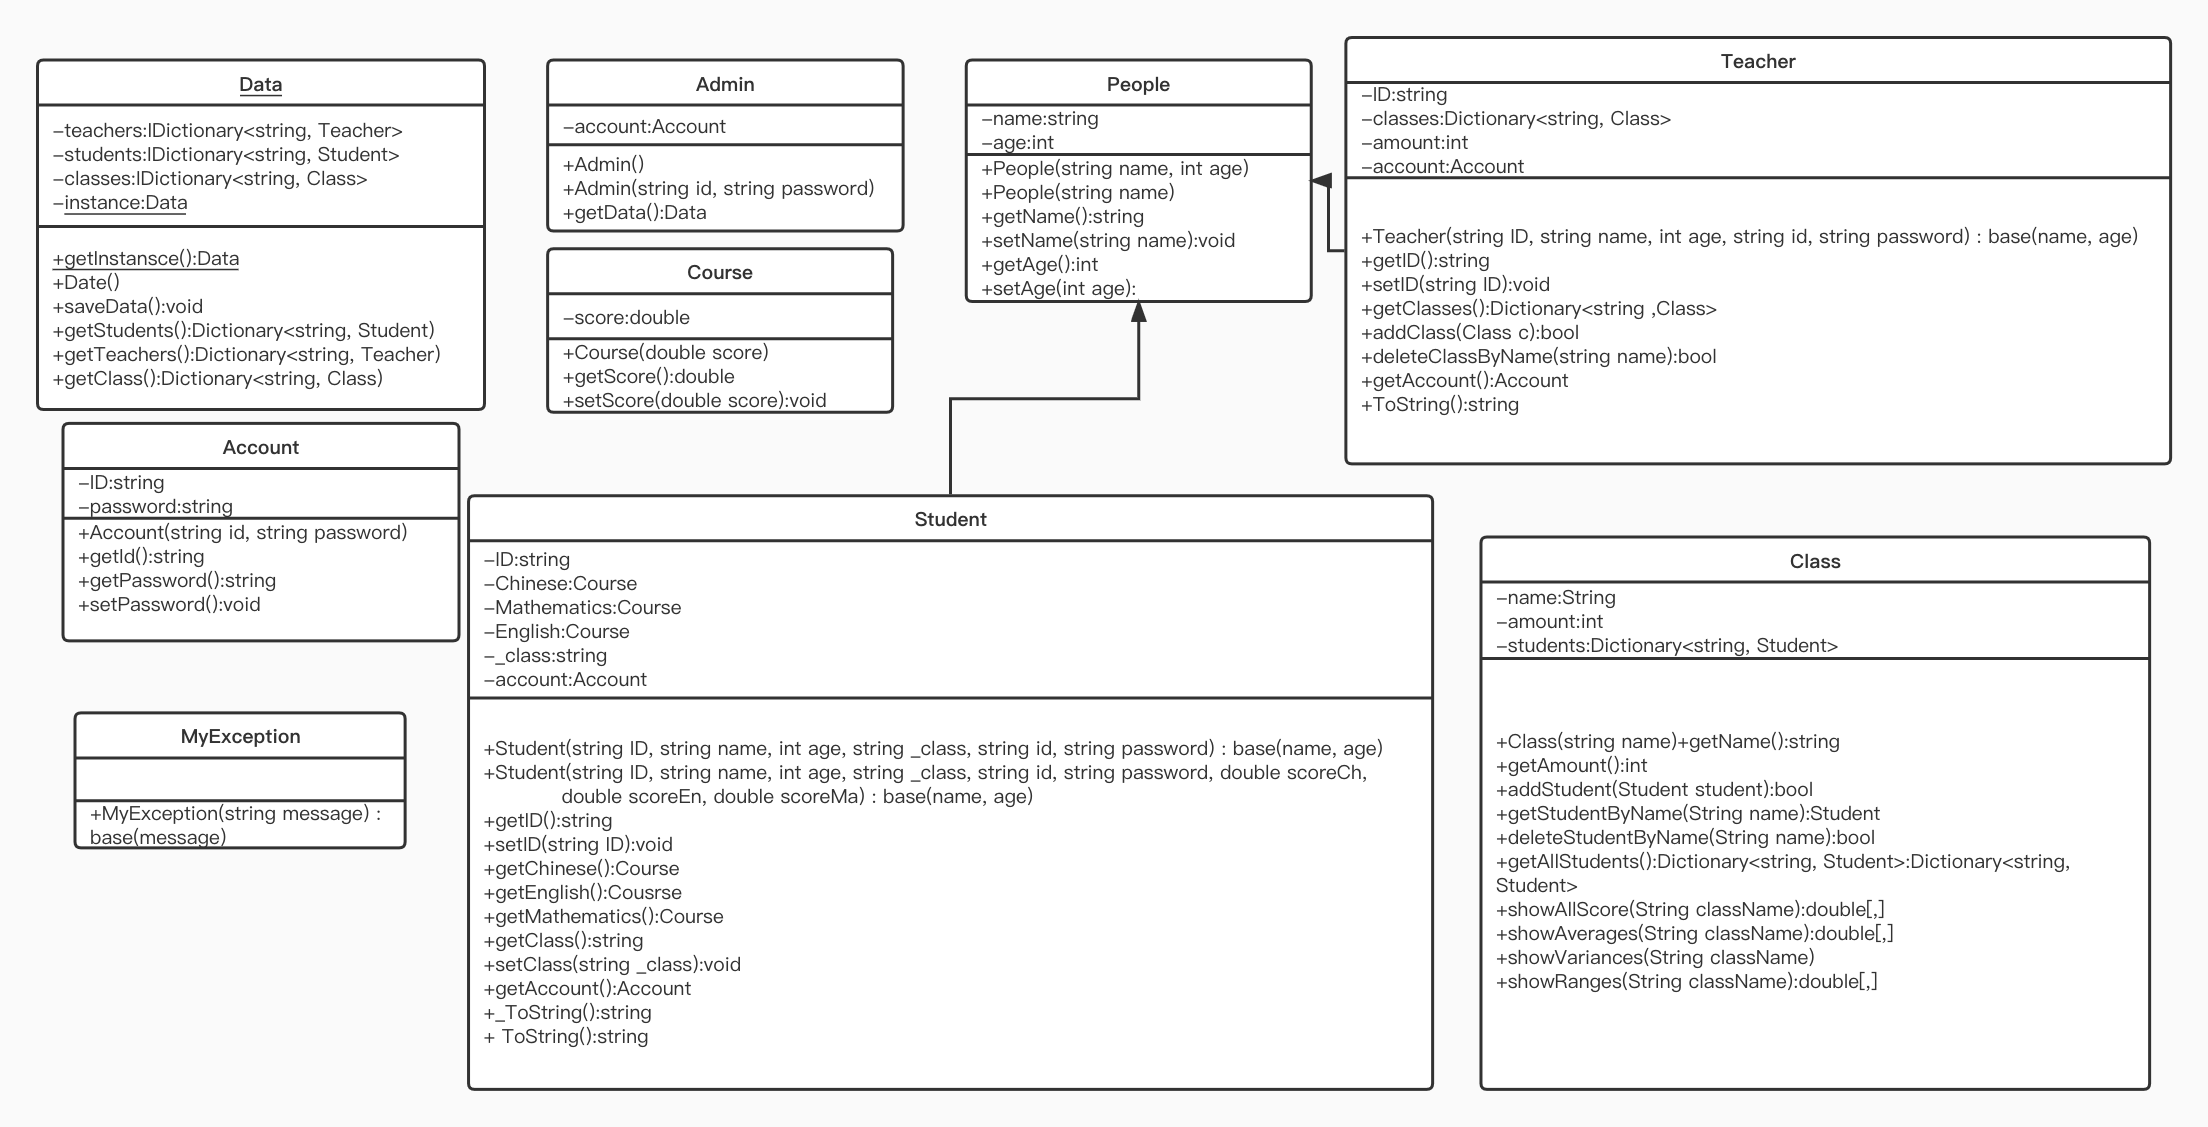 Data
-teachers:IDictionary<string, Teacher>
-students:IDictionary<string, Student>
-classes:IDictionary<string, Class>
-instance:Data
+getInstansce():Data
+Date()
+saveData():void
+getStudents():Dictionary<string, Student)
+getTeachers():Dictionary<string, Teacher)
+getClass():Dictionary<string, Class)
Admin
-account:Account
+Admin()
+Admin(string id, string password)
+getData():Data
Course
-score:double
+Course(double score)
+getScore():double
+setScore(double score):void
People
-name:string
-age:int
+People(string name, int age)
+People(string name)
+getName():string
+setName(string name):void
+getAge():int
+setAge(int age):
Teacher
-ID:string
-classes:Dictionary<string, Class>
-amount:int
-account:Account
+Teacher(string ID, string name, int age, string id, string password) : base(name, age)
+getID():string
+setID(string ID):void
+getClasses():Dictionary<string ,Class>
+addClass(Class c):bool
+deleteClassByName(string name):bool
+getAccount():Account
+ToString():string
Account
-ID:string
-password:string
+Account(string id, string password)
+getId():string
+getPassword():string
+setPassword():void
MyException
+MyException(string message) :
base(message)
Student
-ID:string
-Chinese:Course
-Mathematics:Course
-English:Course
-_class:string
-account:Account
+Student(string ID, string name, int age, string _class, string id, string password) : base(name, age)
+Student(string ID, string name, int age, string _class, string id, string password, double scoreCh,
double scoreEn, double scoreMa) : base(name, age)
+getID():string
+setID(string ID):void
+getChinese():Course
+getEnglish():Cousrse
+getMathematics():Course
+getClass():string
+setClass(string _class):void
+getAccount():Account
+_ToString():string
+ ToString():string
Class
-name:String
-amount:int
-students:Dictionary<string, Student>
+Class(string name)+getName():string
+getAmount():int
+addStudent(Student student):bool
+getStudentByName(String name):Student
+deleteStudentByName(String name):bool
+getAllStudents():Dictionary<string, Student>:Dictionary<string,
Student>
+showAllScore(String className):double[,]
+showAverages(String className):double[,]
+showVariances(String className)
+showRanges(String className):double[,]